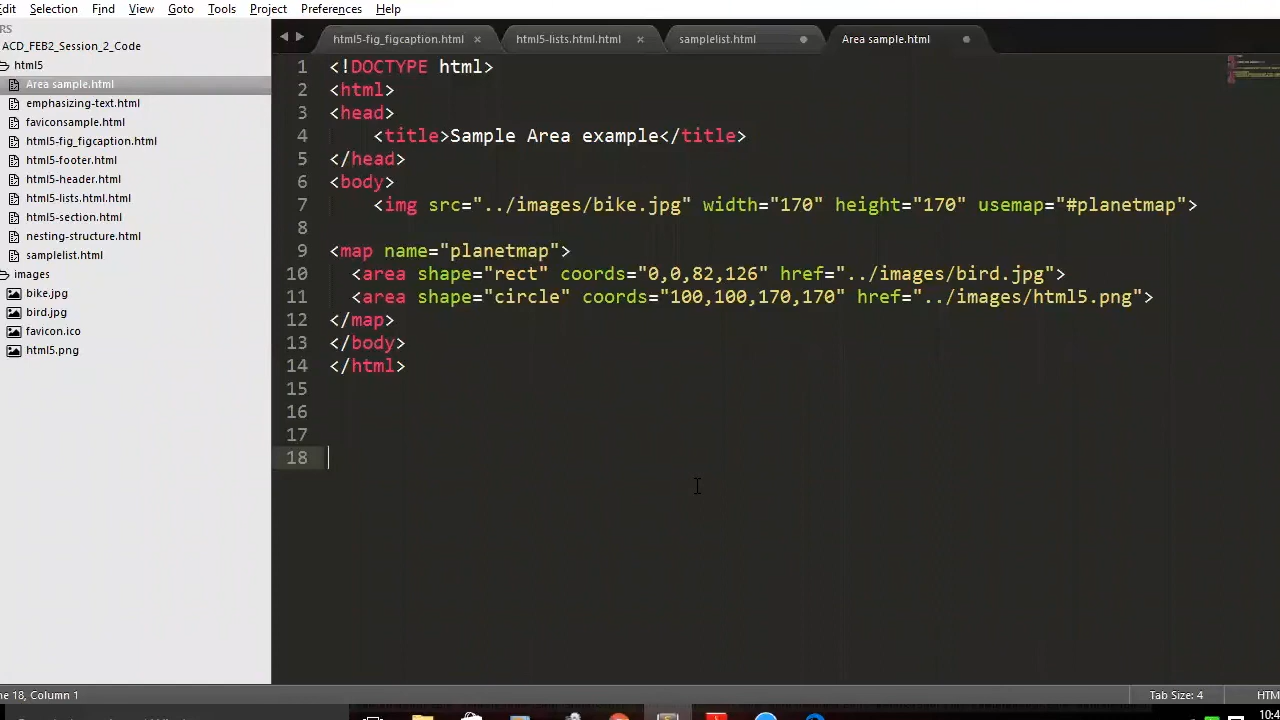 Edit Selection Find View Goto Tools Project Preferences Help
RS
ACD_FEB2_Session_2_Code
html5
Area sample.html
emphasizing-text.html
faviconsample.html
html5-fig_figcaption.html
html5-footer.html
html5-header.html
html5-lists.html.html
html5-section.html
nesting-structure.html
samplelist.html
images
bike.jpg
bird.jpg
favicon.ico
html5.png
html5-fig_figcaption.html × html5-lists.html.html × samplelist.html Area sample.html
1 <!DOCTYPE html>
2 <html>
3 <head>
4 <title>Sample Area example</title>
5 </head>
6 <body>
7 <img src="../images/bike.jpg" width="170" height="170" usemap="#planetmap">
8
9 <map name="planetmap">
10 <area shape="rect" coords="0,0,82,126" href="../images/bird.jpg">
11 <area shape="circle" coords="100,100,170,170" href="../images/html5.png">
12 </map>
13 </body>
14 </html>
15
16
17
18
ne 18, Column 1 Tab Size: 4 HTM
10:4